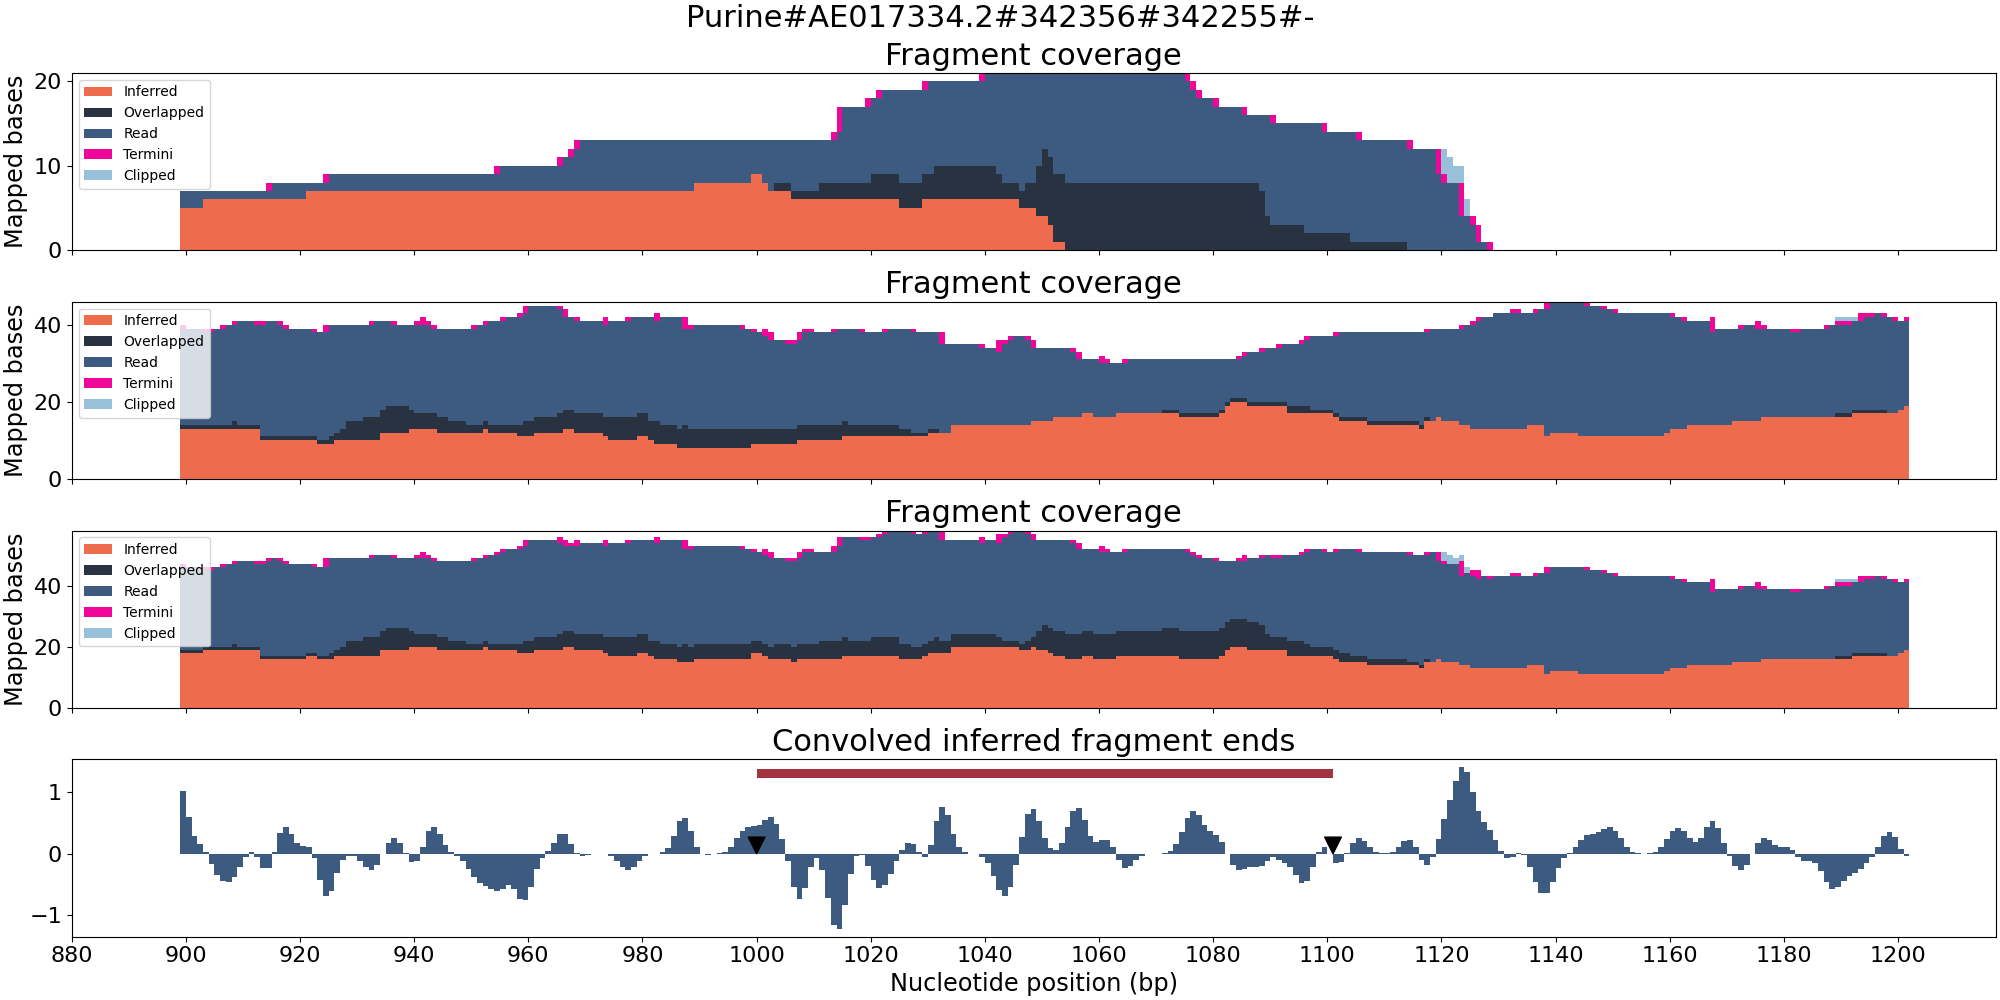 Purine#AE017334.2#342356#342255#-
Fragment coverage
Mapped bases
20
10
0
Inferred
Overlapped
Read
Termini
Clipped
Fragment coverage
Mapped bases
40
20
0
Inferred
Overlapped
Read
Termini
Clipped
Fragment coverage
Mapped bases
40
20
0
Inferred
Overlapped
Read
Termini
Clipped
Convolved inferred fragment ends
1
0
−1
880 900 920 940 960 980 1000 1020 1040 1060 1080 1100 1120 1140 1160 1180 1200
Nucleotide position (bp)